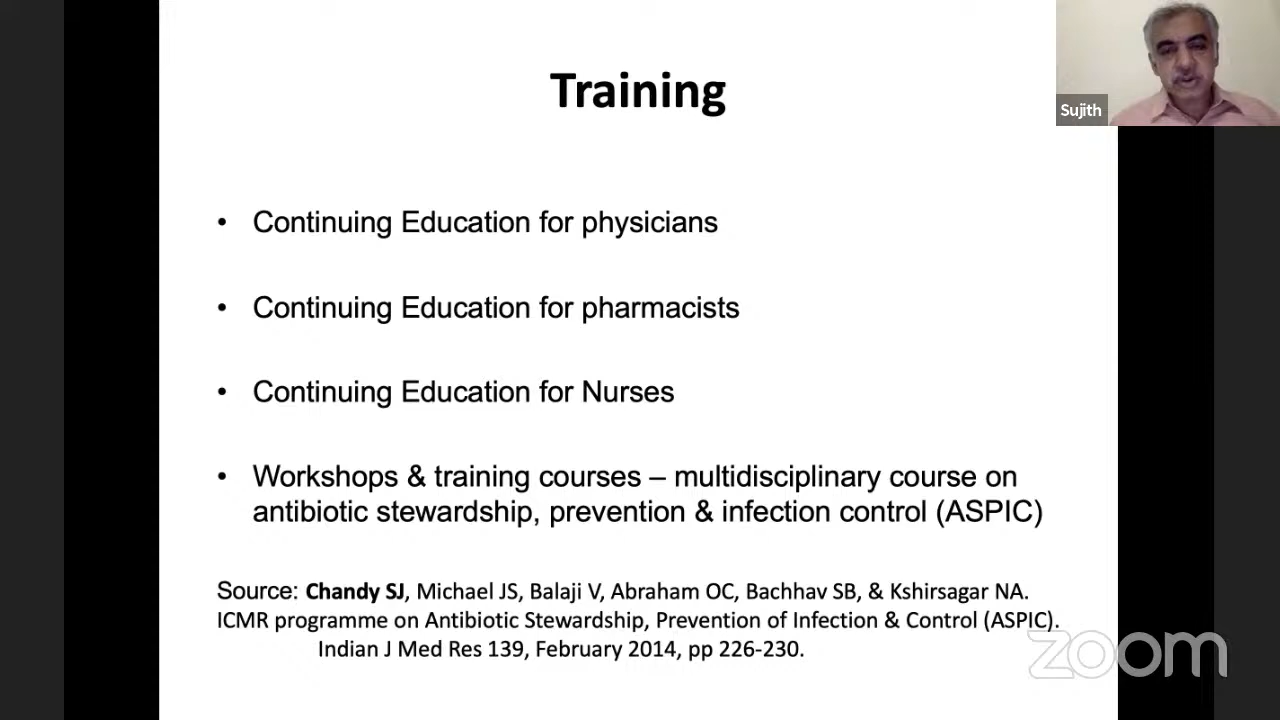 Training
Sujith
• Continuing Education for physicians
• Continuing Education for pharmacists
• Continuing Education for Nurses
• Workshops & training courses – multidisciplinary course on
antibiotic stewardship, prevention & infection control (ASPIC)
Source: Chandy SJ, Michael JS, Balaji V, Abraham OC, Bachhav SB, & Kshirsagar NA.
ICMR programme on Antibiotic Stewardship, Prevention of Infection & Control (ASPIC).
Indian J Med Res 139, February 2014, pp 226-230.
zoom